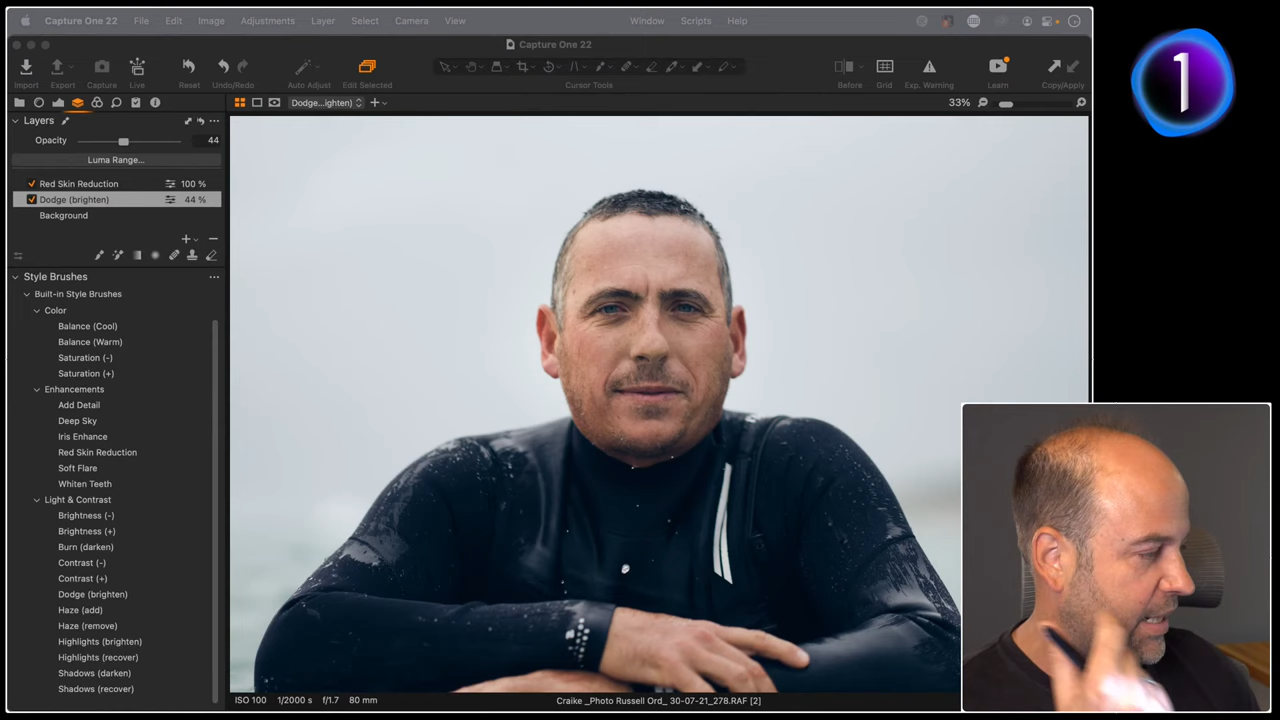 Capture One 22 File Edit Image Adjustments Layer Select Camera View Window Scripts Help
Capture One 22
Import Export Capture Live Reset Undo/Redo Auto Adjust Edit Selected Cursor Tools Before Grid Exp. Warning Learn Copy/Apply
Dodge...ighten) 33%
Layers
Opacity 44
Luma Range...
Red Skin Reduction 100 %
Dodge (brighten) 44 %
Background
Style Brushes
Built-in Style Brushes
Color
Balance (Cool)
Balance (Warm)
Saturation (-)
Saturation (+)
Enhancements
Add Detail
Deep Sky
Iris Enhance
Red Skin Reduction
Soft Flare
Whiten Teeth
Light & Contrast
Brightness (-)
Brightness (+)
Burn (darken)
Contrast (-)
Contrast (+)
Dodge (brighten)
Haze (add)
Haze (remove)
Highlights (brighten)
Highlights (recover)
Shadows (darken)
Shadows (recover)
ISO 100 1/2000 s f/1.7 80 mm Craike _Photo Russell Ord_ 30-07-21_278.RAF [2]
1